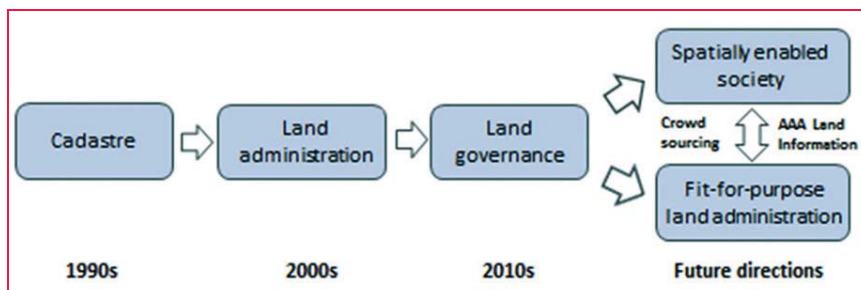 Cadastre
Land
administration
Land
governance
Spatially enabled
society
Crowd
sourcing
AAA Land
Information
Fit-for-purpose
land administration
1990s
2000s
2010s
Future directions